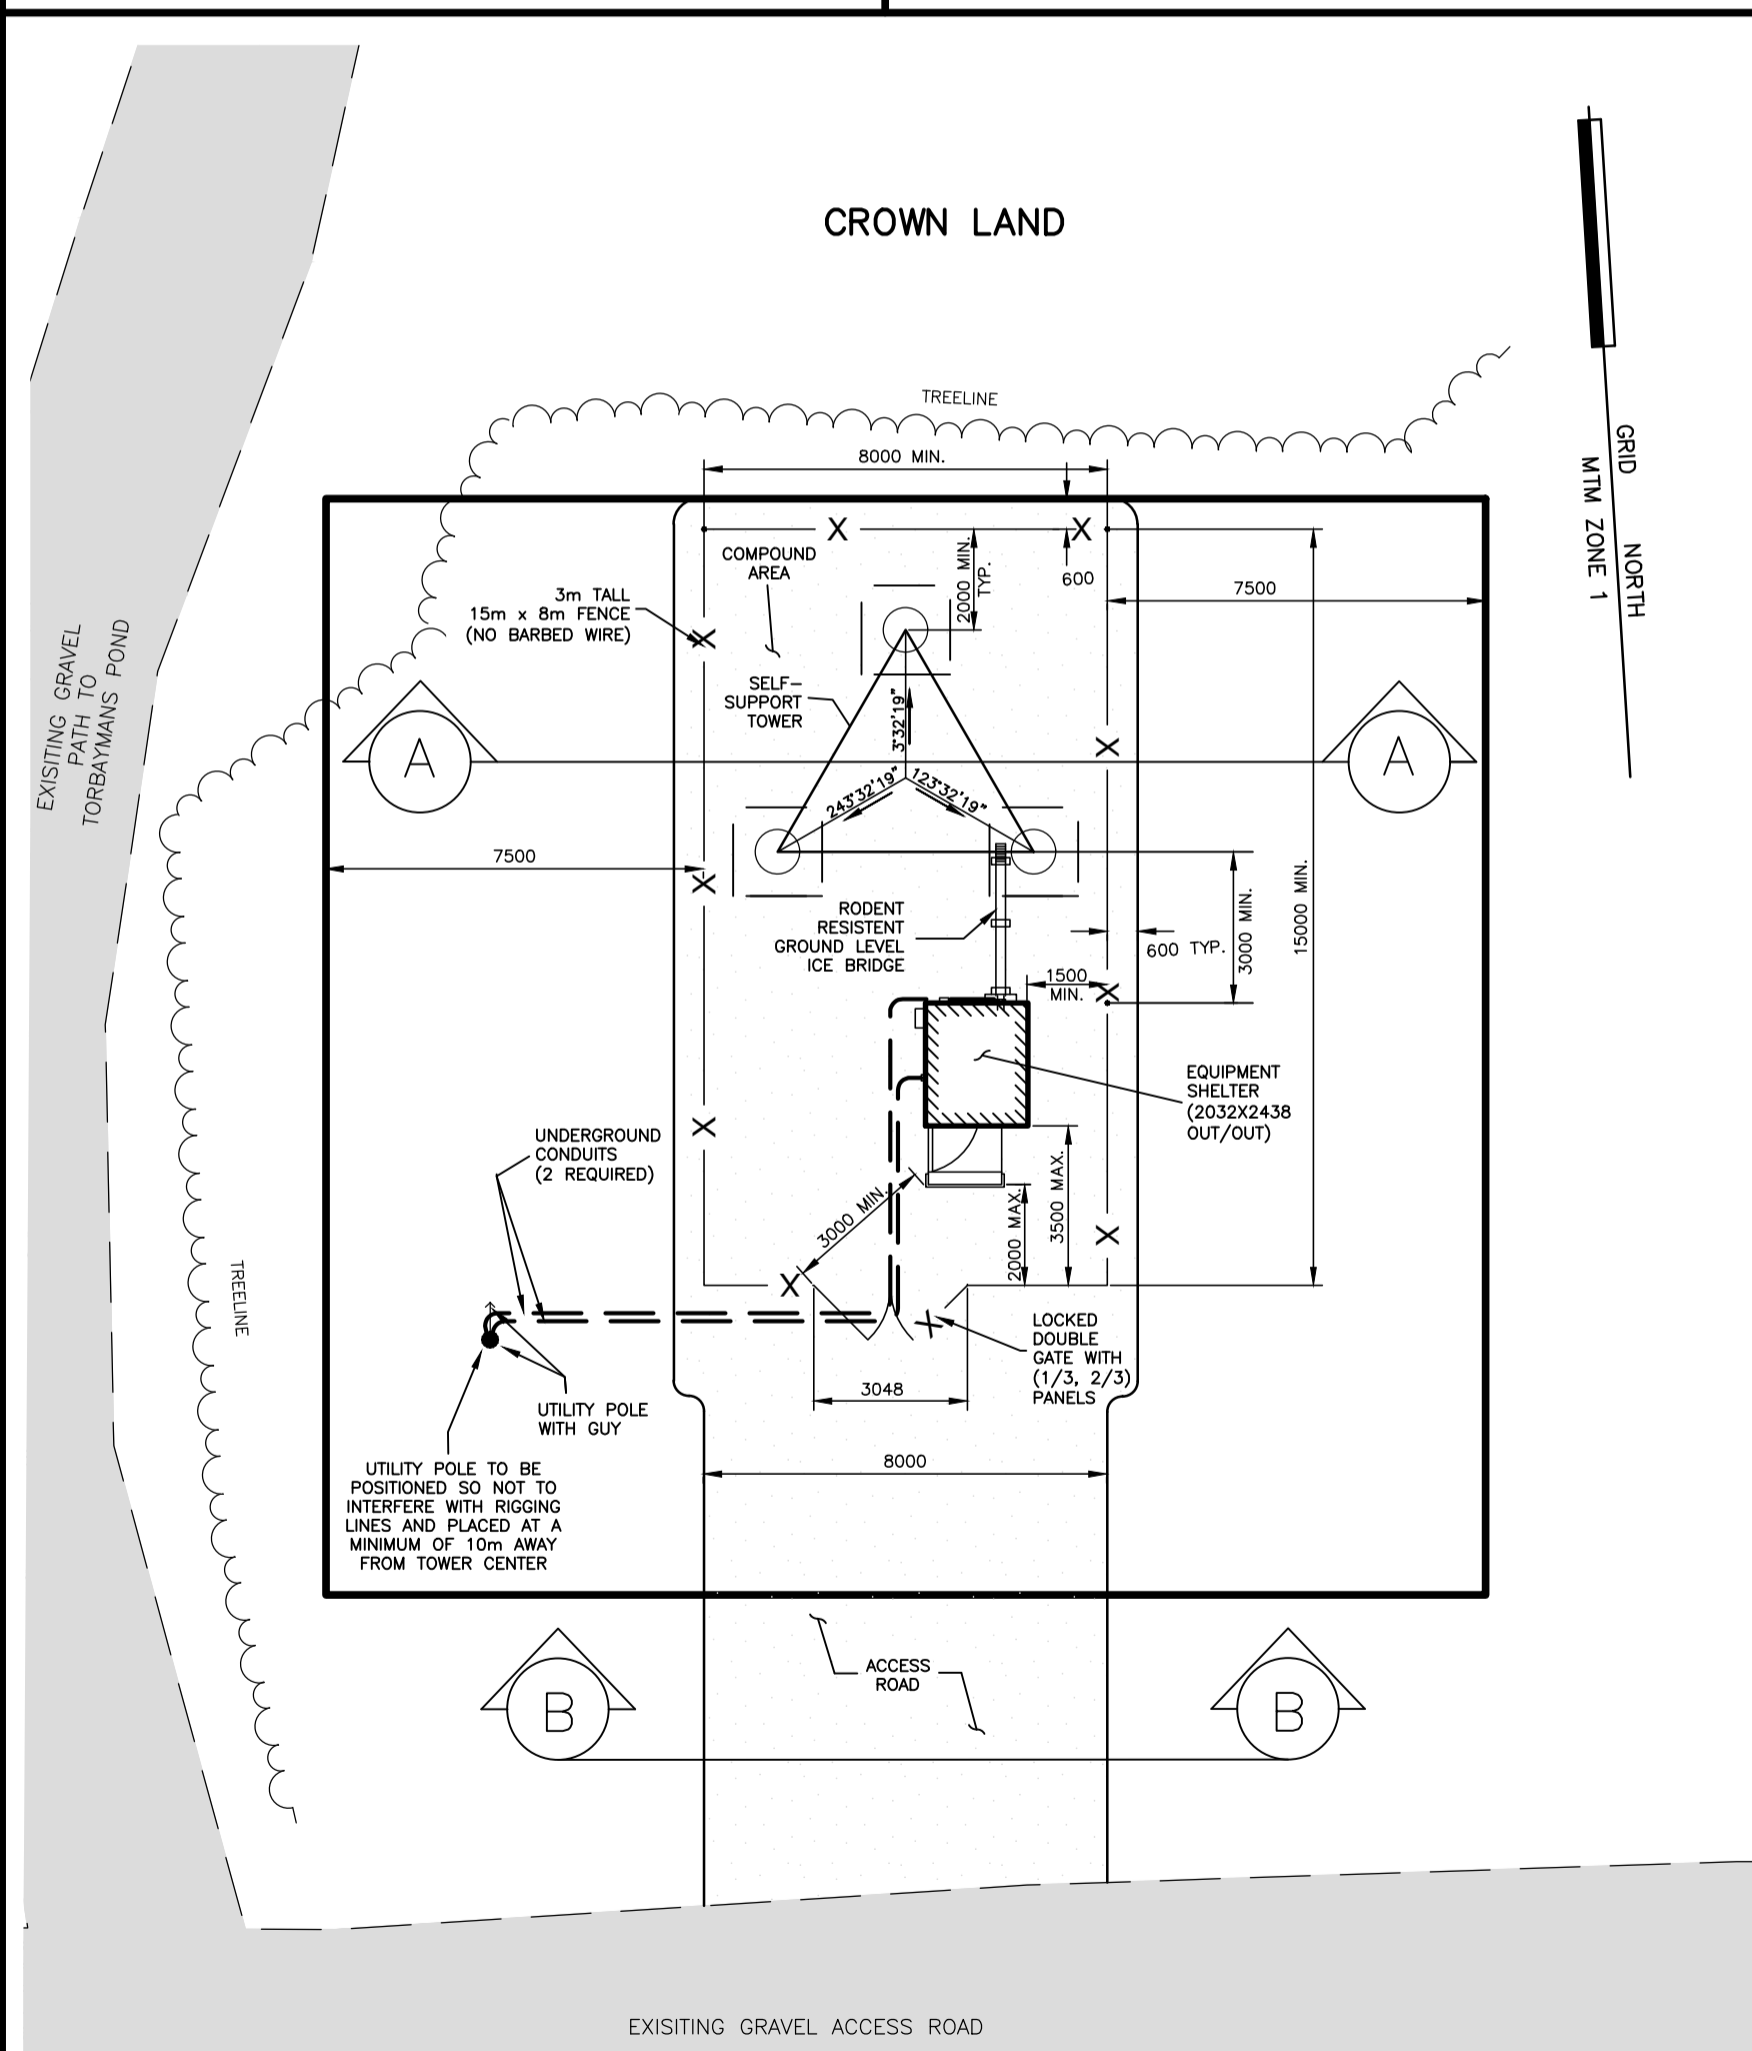 CROWN LAND
TREELINE
8000 MIN.
GRID NORTH
MTM ZONE 1
X
X
COMPOUND
AREA
2000 MIN.
TYP.
600
7500
3m TALL
15m x 8m FENCE
(NO BARBED WIRE)
X
SELF-
SUPPORT
TOWER
3°32'19"
EXISITING GRAVEL
PATH TO
TORBAYMANS POND
A
X
A
243°32'19"
123°32'19"
7500
X
RODENT
RESISTENT
GROUND LEVEL
ICE BRIDGE
600 TYP.
3000 MIN.
15000 MIN.
1500
MIN.
X
EQUIPMENT
SHELTER
(2032X2438
OUT/OUT)
X
UNDERGROUND
CONDUITS
(2 REQUIRED)
3000 MIN.
2000 MAX.
3500 MAX.
X
TREELINE
X
X
LOCKED
DOUBLE
GATE WITH
(1/3, 2/3)
PANELS
3048
UTILITY POLE
WITH GUY
8000
UTILITY POLE TO BE
POSITIONED SO NOT TO
INTERFERE WITH RIGGING
LINES AND PLACED AT A
MINIMUM OF 10m AWAY
FROM TOWER CENTER
ACCESS
ROAD
B
B
EXISITING GRAVEL ACCESS ROAD